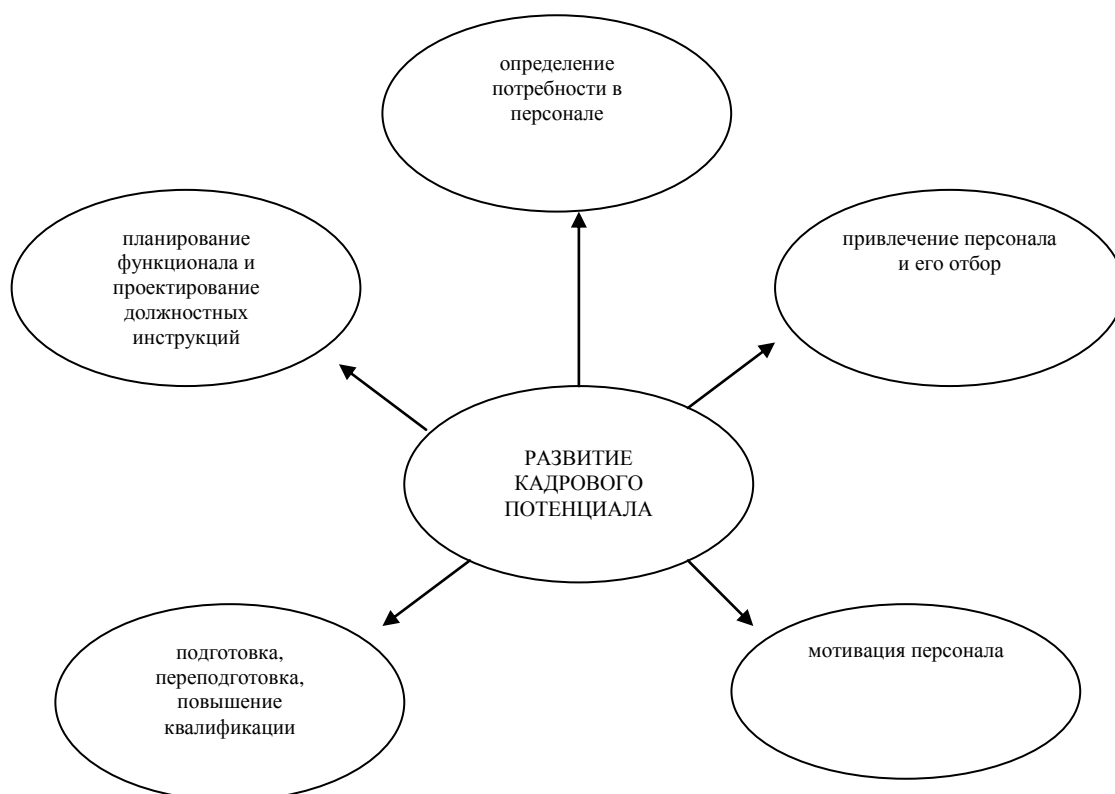 определение
потребности в
персонале
планирование
функционала и
проектирование
должностных
инструкций
привлечение персонала
и его отбор
РАЗВИТИЕ
КАДРОВОГО
ПОТЕНЦИАЛА
подготовка,
переподготовка,
повышение
квалификации
мотивация персонала